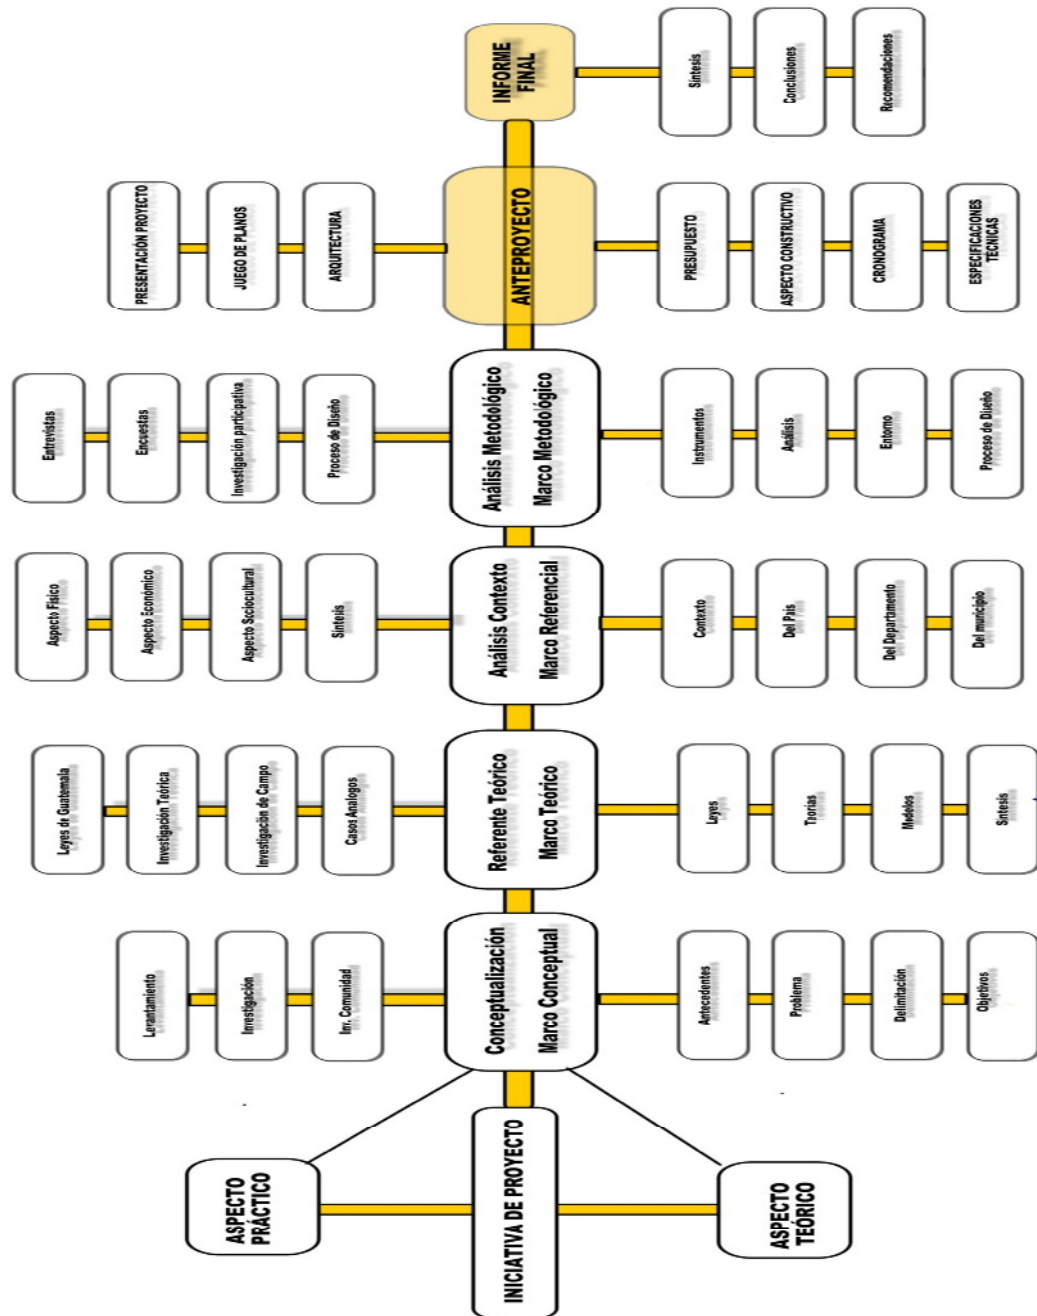 ASPECTO
PRÁCTICO
INICIATIVA DE PROYECTO
ASPECTO
TEÓRICO
Levantamiento
Investigación
Inv. Comunidad
Conceptualización
Marco Conceptual
Antecedentes
Problema
Delimitación
Objetivos
Leyes de Guatemala
Investigación Teórica
Investigación de Campo
Casos Analogos
Referente Teórico
Marco Teórico
Leyes
Teorías
Modelos
Síntesis
Aspecto Físico
Aspecto Económico
Aspecto Sociocultural
Síntesis
Análisis Contexto
Marco Referencial
Contexto
Del País
Del Departamento
Del municipio
Entrevistas
Encuestas
Investigación participativa
Proceso de Diseño
Análisis Metodológico
Marco Metodológico
Instrumentos
Análisis
Entorno
Proceso de Diseño
PRESENTACIÓN PROYECTO
JUEGO DE PLANOS
ARQUITECTURA
ANTEPROYECTO
PRESUPUESTO
ASPECTO CONSTRUCTIVO
CRONOGRAMA
ESPECIFICACIONES
TECNICAS
INFORME
FINAL
Síntesis
Conclusiones
Recomendaciones